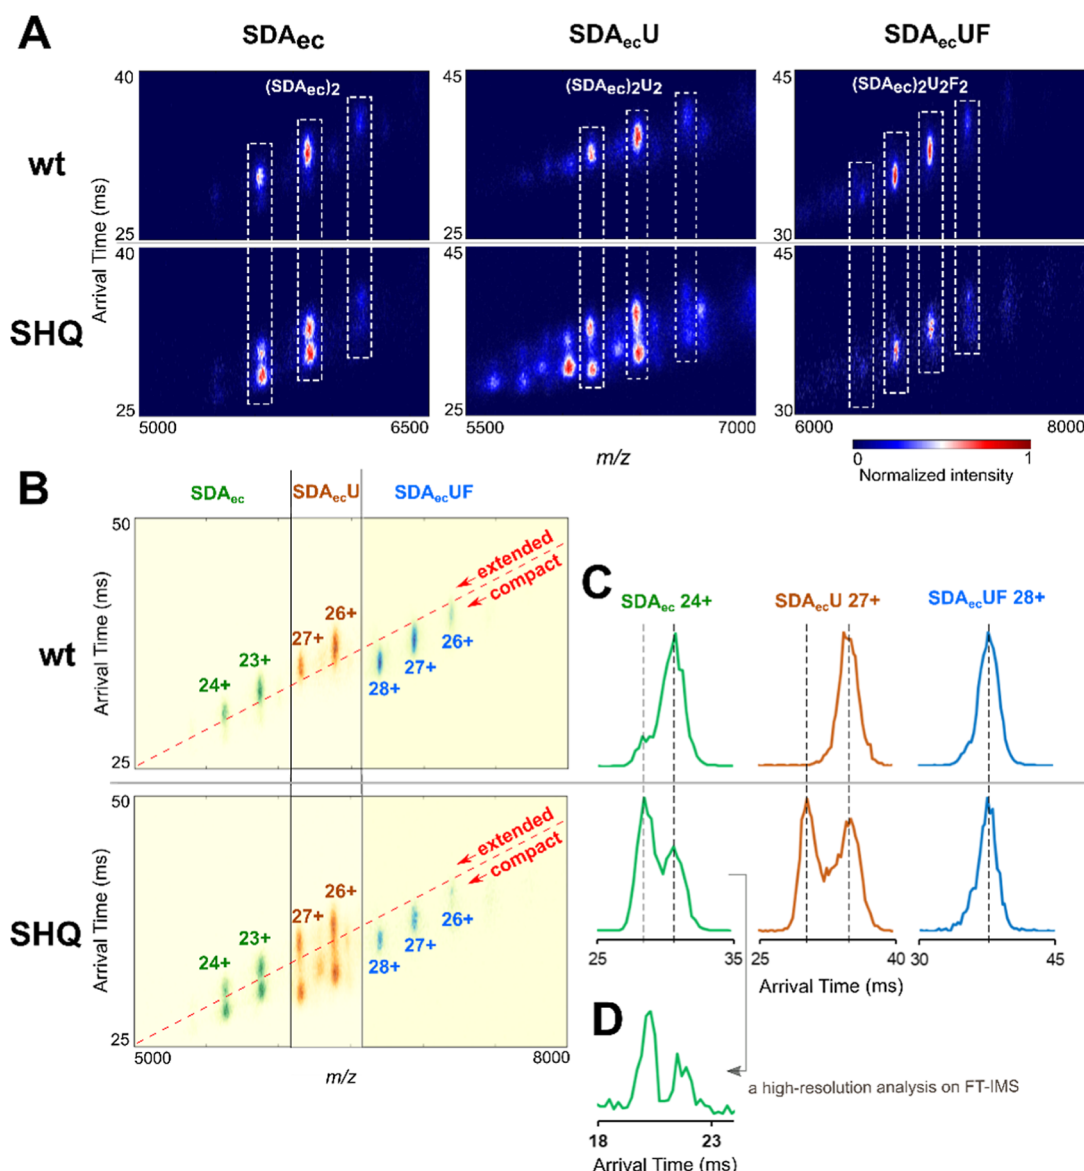 A
SDAec
SDAecU
SDAecUF
wt
SHQ
Arrival Time (ms)
40
25
40
25
(SDAec)2
45
25
45
25
(SDAec)2U2
45
30
45
30
(SDAec)2U2F2
5000
6500
5500
7000
6000
8000
m/z
0
1
Normalized intensity
B
SDAec
SDAecU
SDAecUF
wt
Arrival Time (ms)
50
25
24+
23+
27+
26+
28+
27+
26+
extended
compact
SHQ
Arrival Time (ms)
50
25
24+
23+
27+
26+
28+
27+
26+
extended
compact
5000
8000
m/z
C
SDAec 24+
SDAecU 27+
SDAecUF 28+
25
35
25
40
30
45
Arrival Time (ms)
D
a high-resolution analysis on FT-IMS
18
23
Arrival Time (ms)